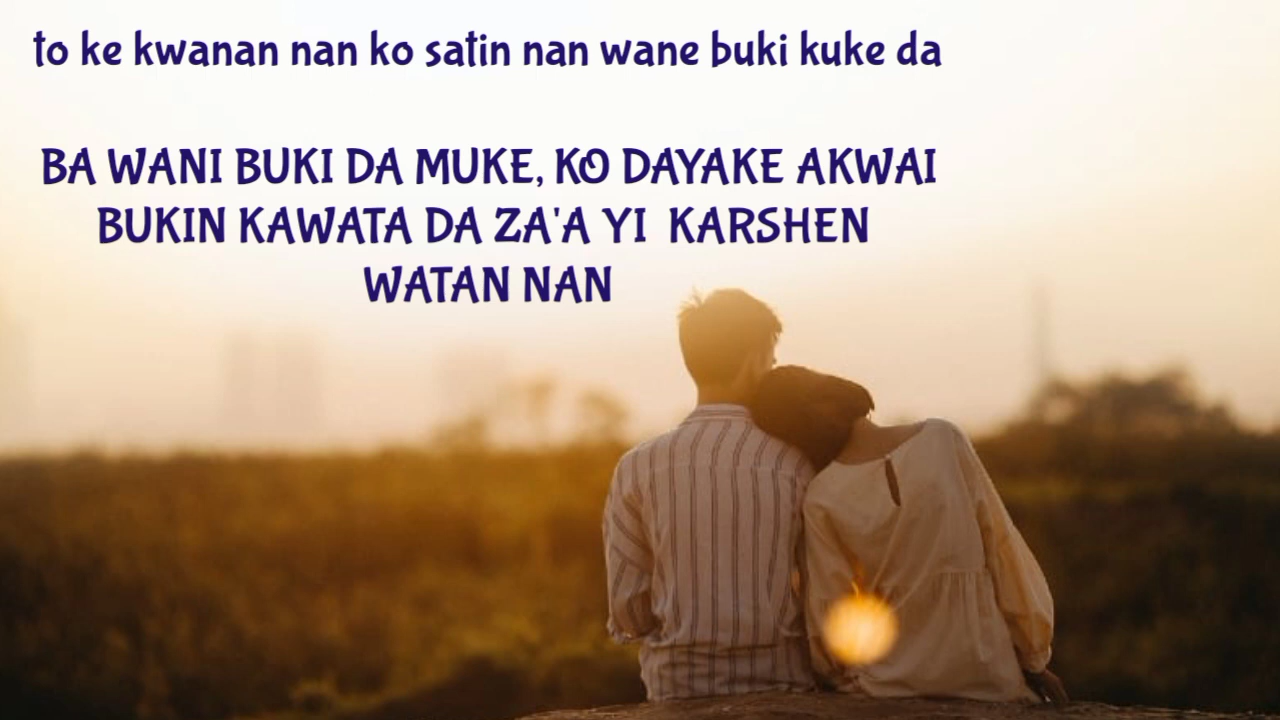 to ke kwanan nan ko satin nan wane buki kuke da
BA WANI BUKI DA MUKE, KO DAYAKE AKWAI
BUKIN KAWATA DA ZA'A YI KARSHEN
WATAN NAN